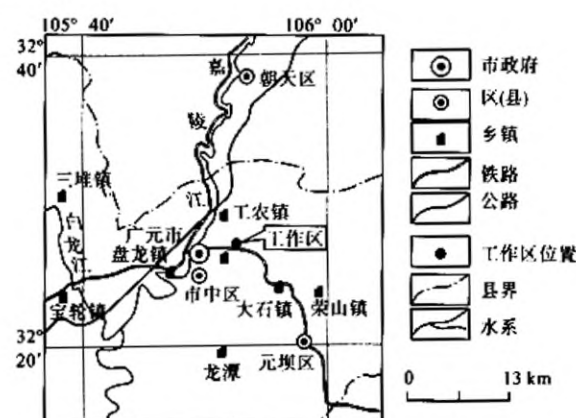 105° 40′
106° 00′
32°
40′
嘉
陵
江
朝天区
三堆镇
白龙江
广元市
工农镇
盘龙镇
工作区
市中区
宝轮镇
大石镇
荣山镇
32°
20′
龙潭
元坝区
市政府
区(县)
乡镇
铁路
公路
工作区位置
县界
水系
0 13 km